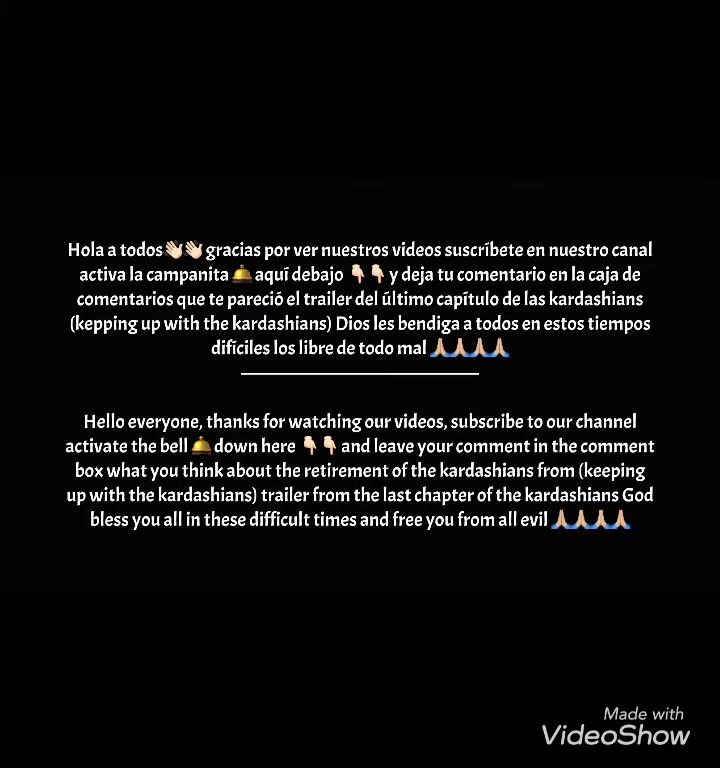 Hola a todos👋🏻👋🏻 gracias por ver nuestros videos suscríbete en nuestro canal
activa la campanita 🛎️ aquí debajo 👇🏻👇🏻 y deja tu comentario en la caja de
comentarios que te pareció el trailer del último capítulo de las kardashians
(kepping up with the kardashians) Dios les bendiga a todos en estos tiempos
difíciles los libre de todo mal 🙏🏼🙏🏼🙏🏼🙏🏼
Hello everyone, thanks for watching our videos, subscribe to our channel
activate the bell 🛎️ down here 👇🏻👇🏻 and leave your comment in the comment
box what you think about the retirement of the kardashians from (keeping
up with the kardashians) trailer from the last chapter of the kardashians God
bless you all in these difficult times and free you from all evil 🙏🏼🙏🏼🙏🏼🙏🏼
Made with
VideoShow